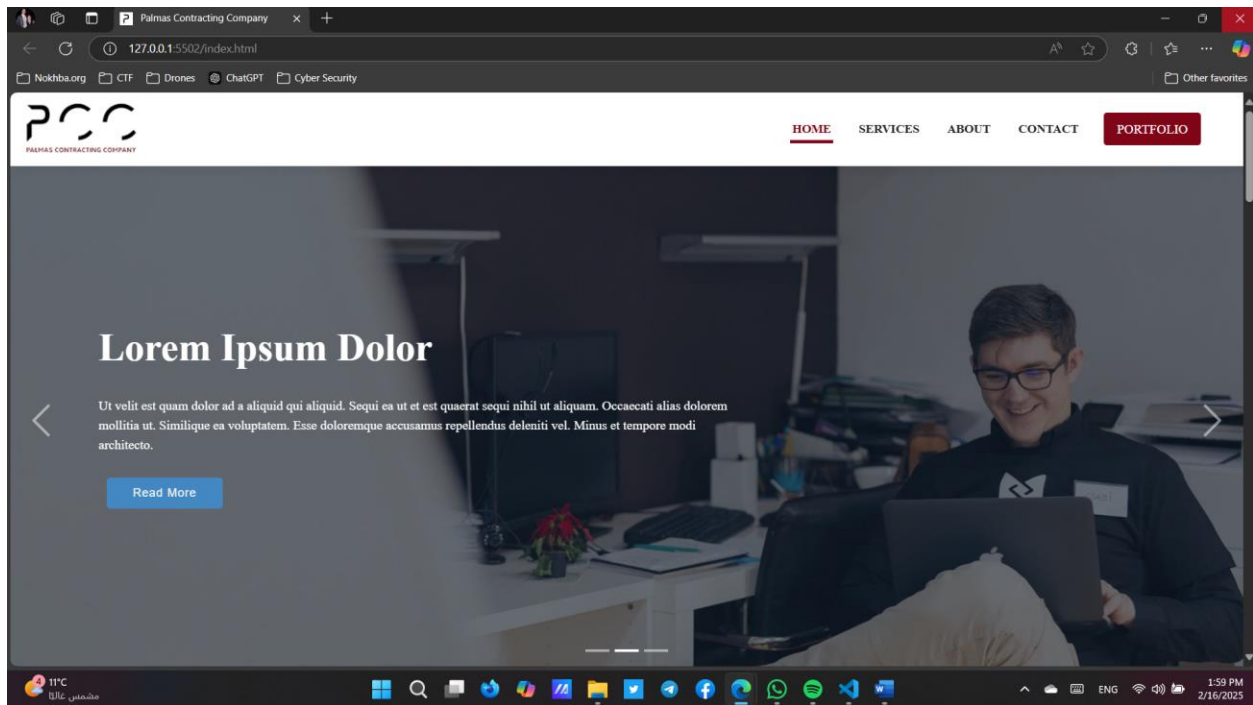 Palmas Contracting Company
127.0.0.1:5502/index.html
Nokhba.org CTF Drones ChatGPT Cyber Security Other favorites
PCC
PALMAS CONTRACTING COMPANY
HOME SERVICES ABOUT CONTACT PORTFOLIO
Lorem Ipsum Dolor
Ut velit est quam dolor ad a aliquid qui aliquid. Sequi ea ut et est quaerat sequi nihil ut aliquam. Occaecati alias dolorem
mollitia ut. Similique ea voluptatem. Esse doloremque accusamus repellendus deleniti vel. Minus et tempore modi
architecto.
Read More
4
11°C
مشمس غالبًا
ENG
1:59 PM
2/16/2025